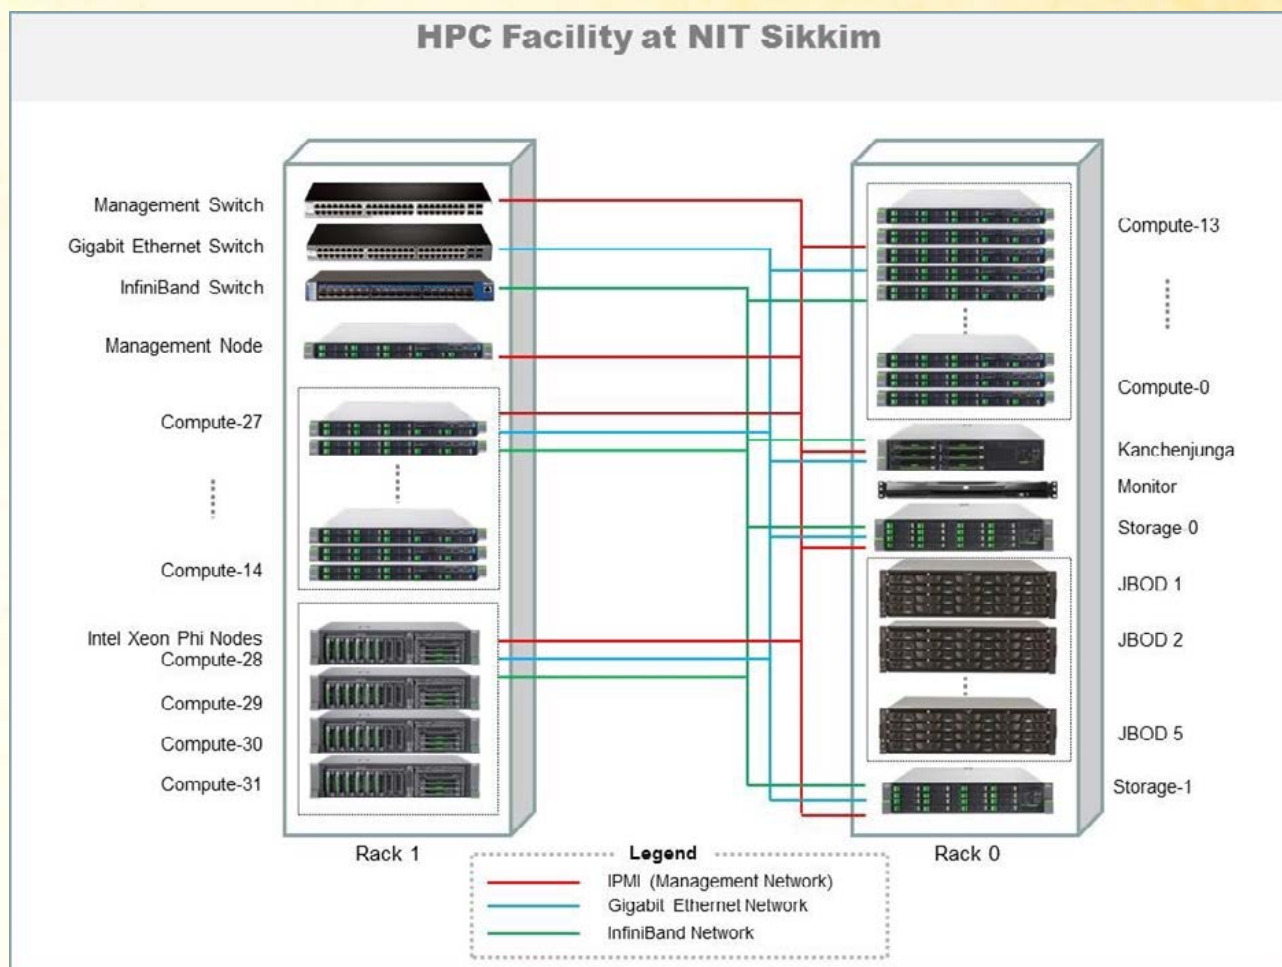 HPC Facility at NIT Sikkim
Management Switch
Gigabit Ethernet Switch
InfiniBand Switch
Management Node
Compute-27
Compute-14
Intel Xeon Phi Nodes
Compute-28
Compute-29
Compute-30
Compute-31
Rack 1
Compute-13
Compute-0
Kanchenjunga
Monitor
Storage-0
JBOD 1
JBOD 2
JBOD 5
Storage-1
Rack 0
Legend
IPMI (Management Network)
Gigabit Ethernet Network
InfiniBand Network